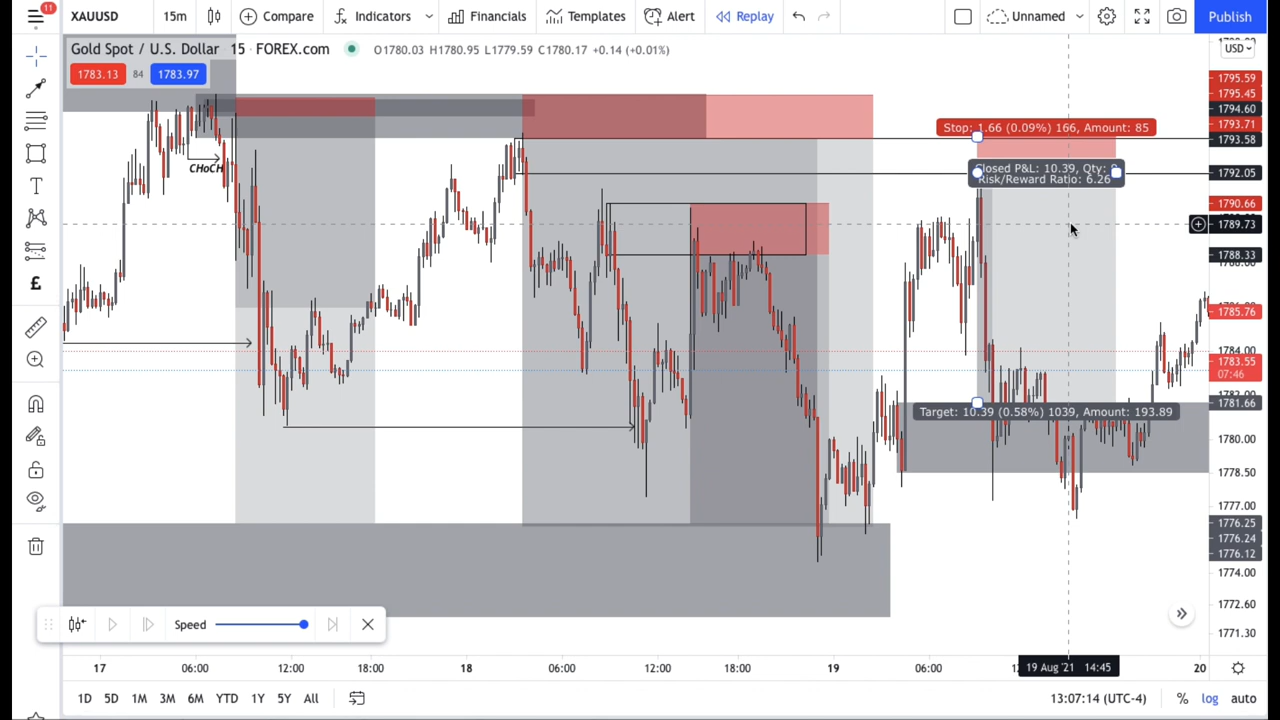 11
XAUUSD 15m Compare Indicators Financials Templates Alert Replay Unnamed Publish
Gold Spot / U.S. Dollar 15 FOREX.com O1780.03 H1780.95 L1779.59 C1780.17 +0.14 (+0.01%)
USD
1783.13 84 1783.97
1795.59
1795.45
1794.60
Stop: 1.66 (0.09%) 166, Amount: 85
1793.71
1793.58
CHoCH
Closed P&L: 10.39, Qty:
1792.05
Risk/Reward Ratio: 6.26
1790.66
1789.73
1788.33
1785.76
1784.00
1783.55
07:46
1781.66
Target: 10.39 (0.58%) 1039, Amount: 193.89
1780.00
1778.50
1777.00
1776.25
1776.24
1776.12
1774.00
1772.60
1771.30
Speed
17 06:00 12:00 18:00 18 06:00 12:00 18:00 19 06:00 19 Aug '21 14:45 20
1D 5D 1M 3M 6M YTD 1Y 5Y All 13:07:14 (UTC-4) % log auto